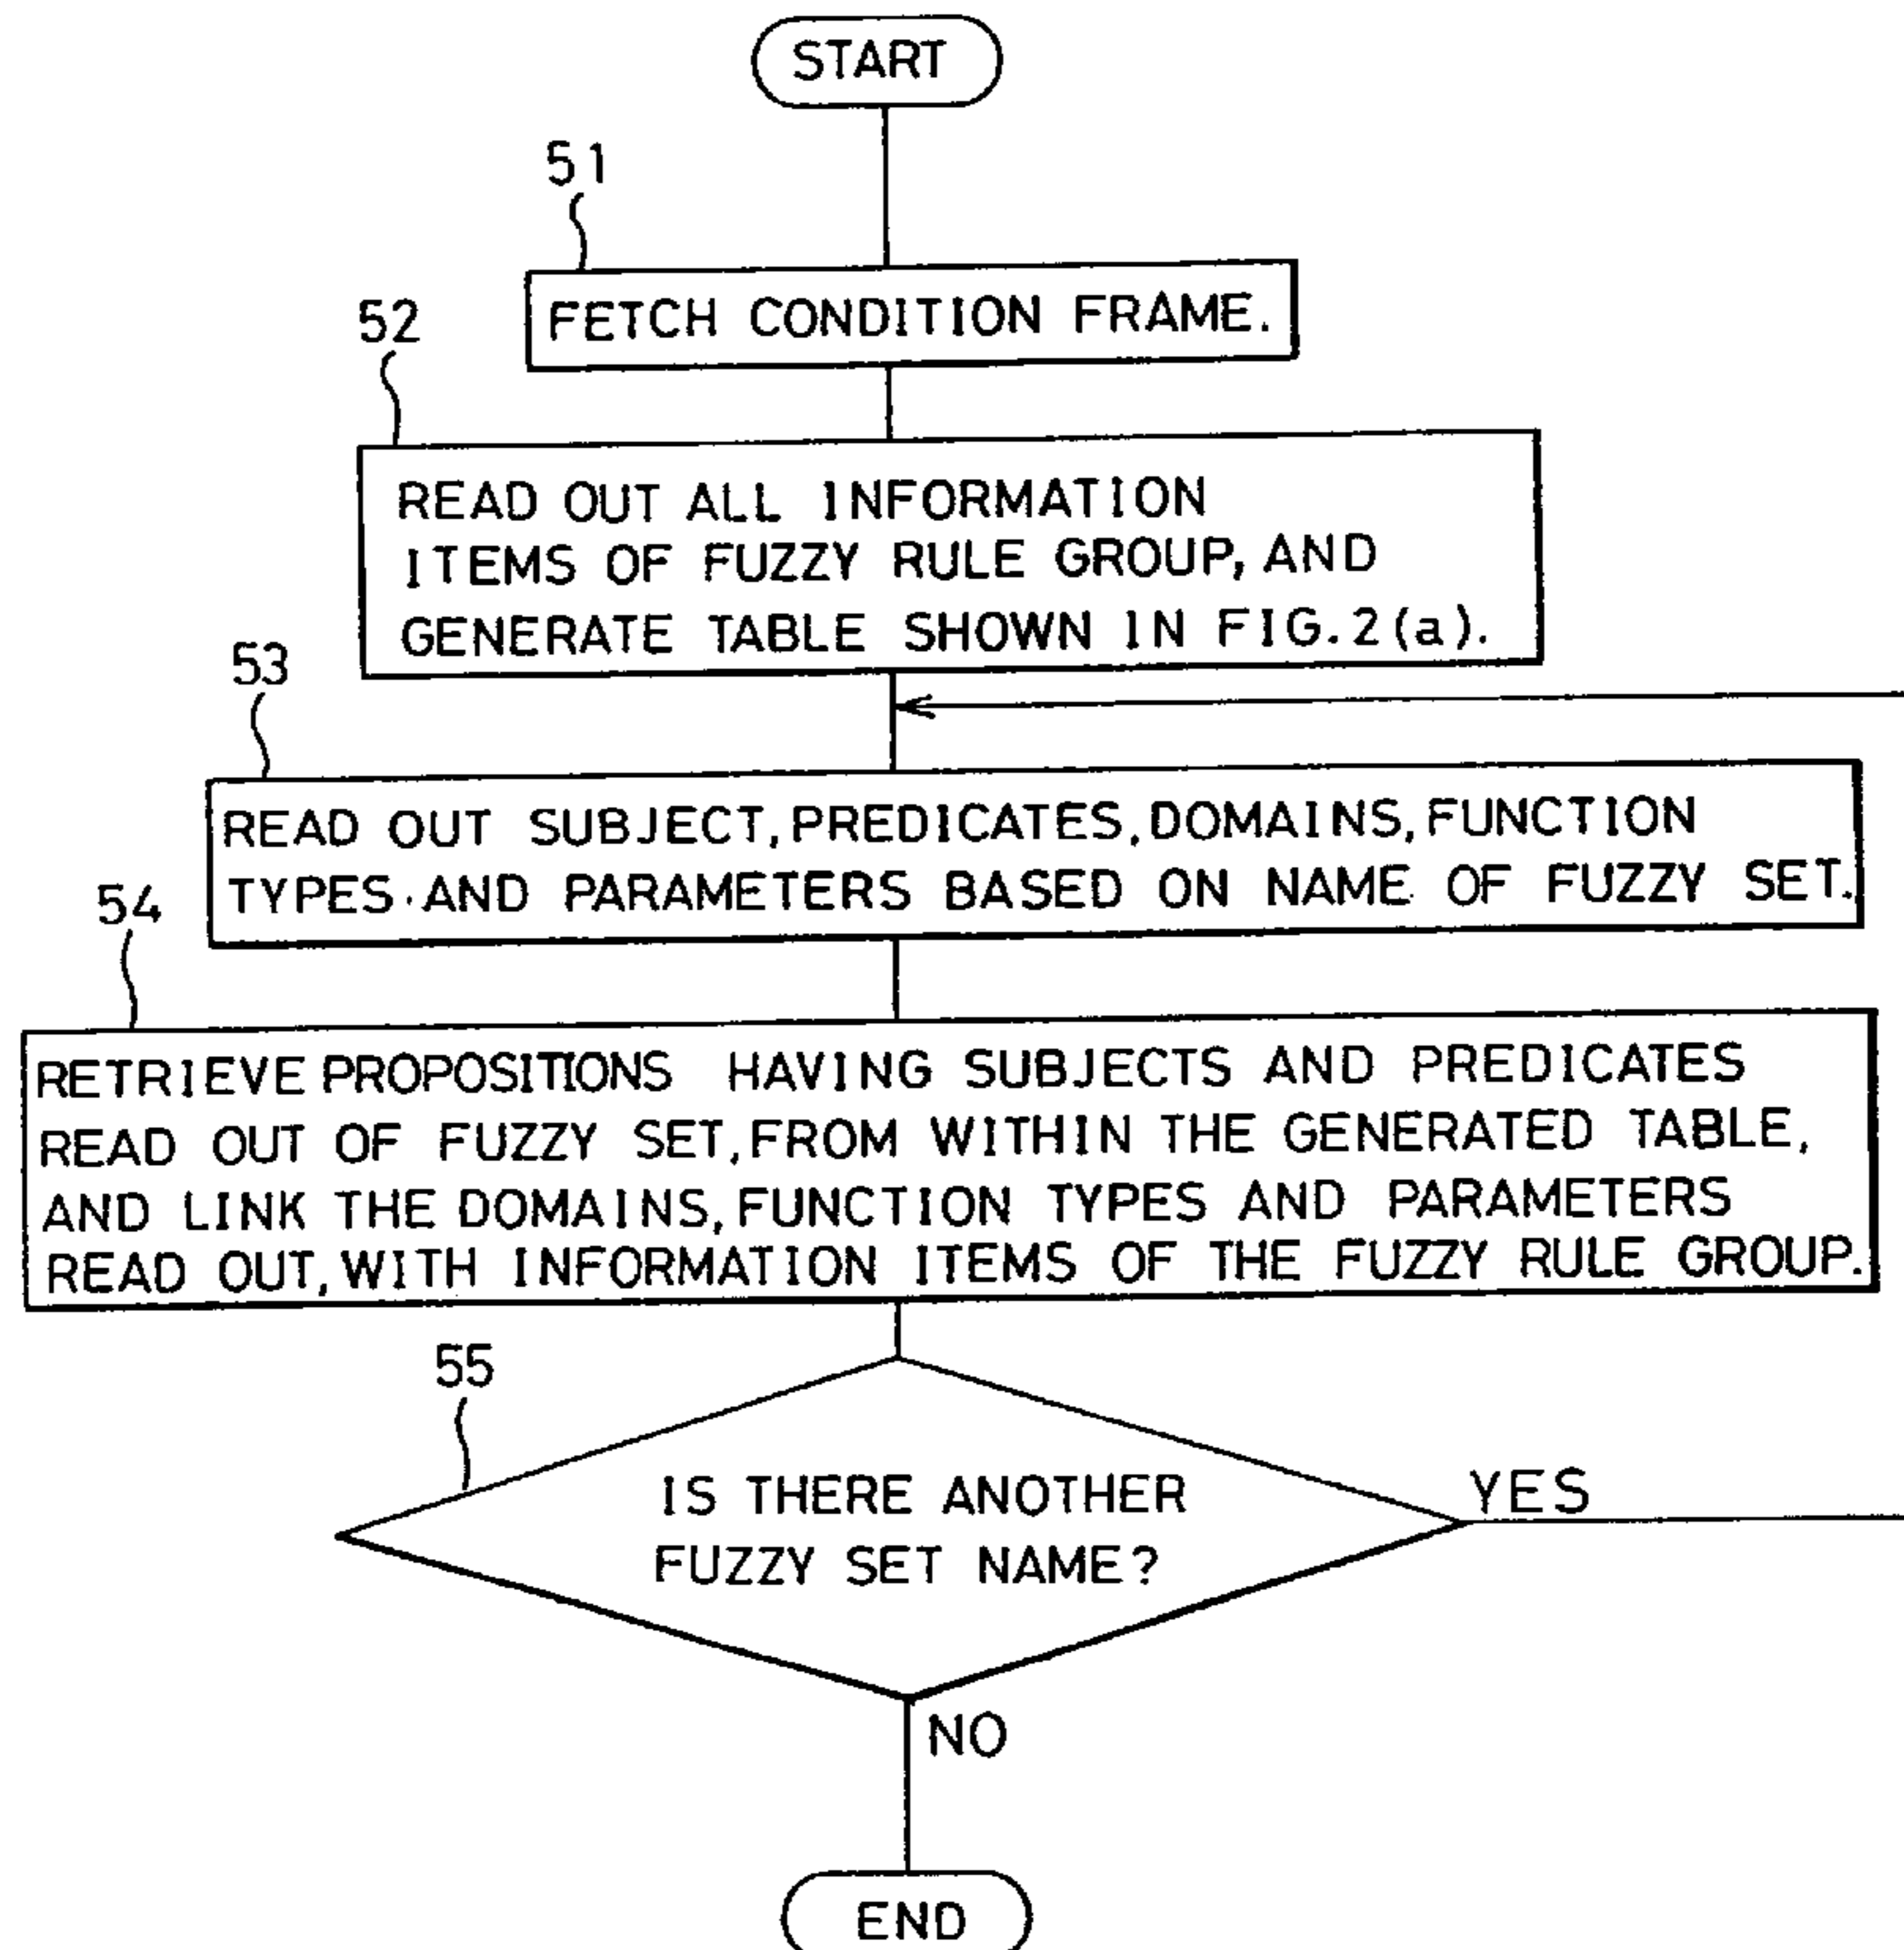 START
51
FETCH CONDITION FRAME.
52
READ OUT ALL INFORMATION
ITEMS OF FUZZY RULE GROUP, AND
GENERATE TABLE SHOWN IN FIG. 2(a).
53
READ OUT SUBJECT, PREDICATES, DOMAINS, FUNCTION
TYPES AND PARAMETERS BASED ON NAME OF FUZZY SET.
54
RETRIEVE PROPOSITIONS HAVING SUBJECTS AND PREDICATES
READ OUT OF FUZZY SET, FROM WITHIN THE GENERATED TABLE,
AND LINK THE DOMAINS, FUNCTION TYPES AND PARAMETERS
READ OUT, WITH INFORMATION ITEMS OF THE FUZZY RULE GROUP.
55
IS THERE ANOTHER
FUZZY SET NAME?
YES
NO
END